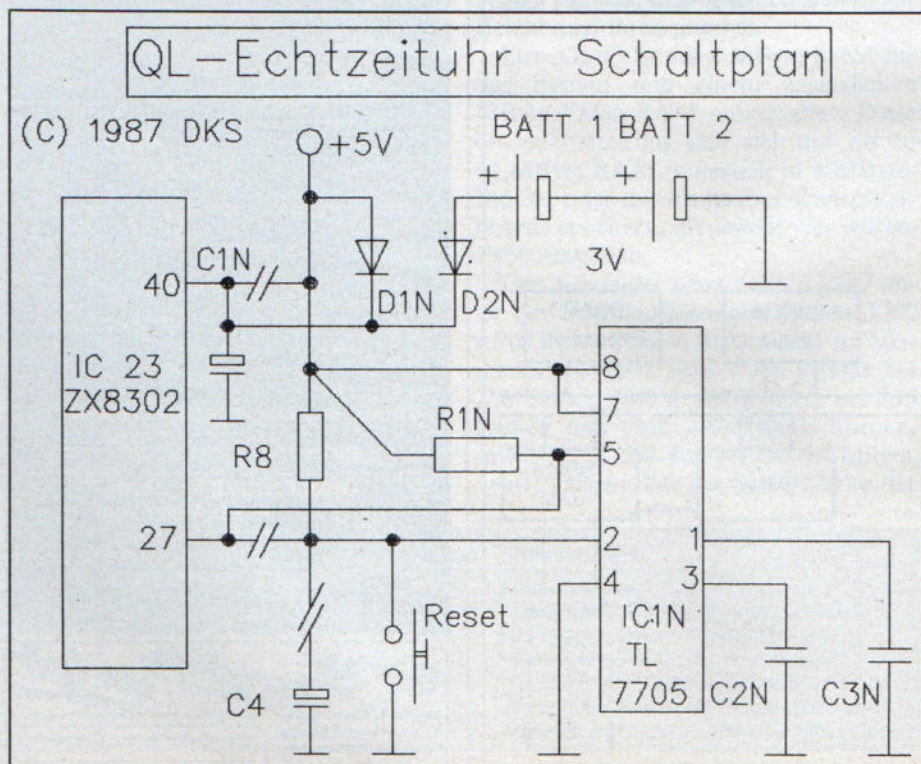 QL-Echtzeituhr Schaltplan
(C) 1987 DKS
+5V
BATT 1 BATT 2
C1N
+
3V
40
D1N D2N
IC 23
ZX8302
8
7
R1N
5
R8
27
2 1
4 3
Reset
IC1N
TL
7705
C2N C3N
C4